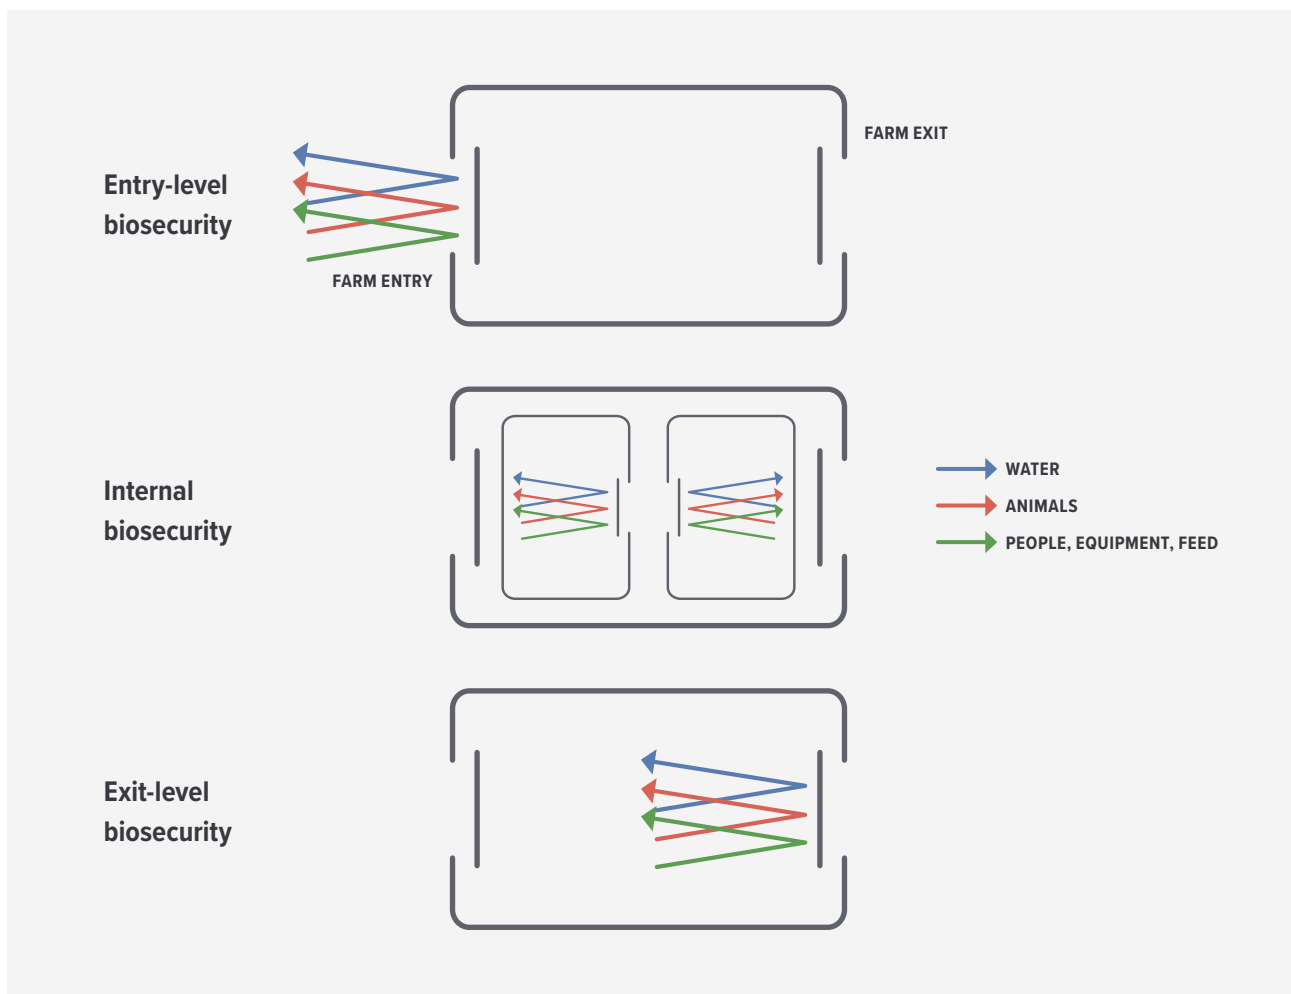 FARM EXIT
Entry-level
biosecurity
FARM ENTRY
Internal
biosecurity
WATER
ANIMALS
PEOPLE, EQUIPMENT, FEED
Exit-level
biosecurity